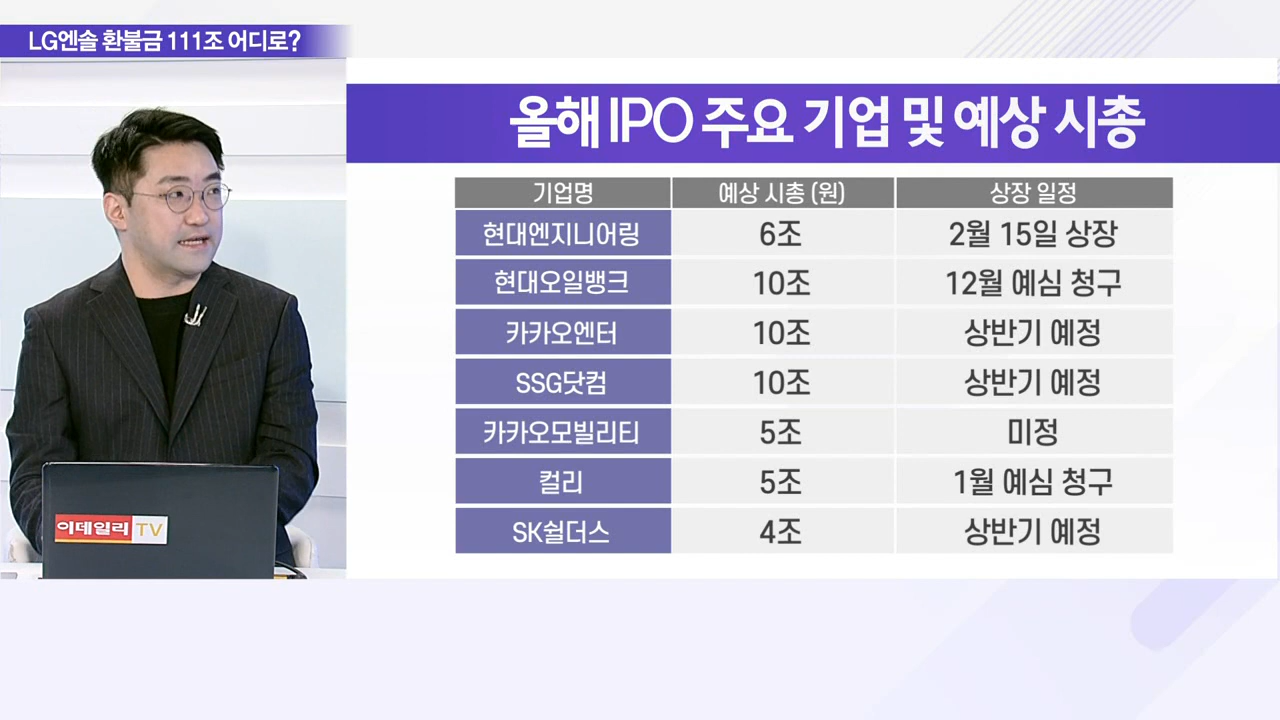 LG엔솔 환불금 111조 어디로?
올해 IPO 주요 기업 및 예상 시총
기업명 예상 시총 (원) 상장 일정
현대엔지니어링 6조 2월 15일 상장
현대오일뱅크 10조 12월 예심 청구
카카오엔터 10조 상반기 예정
SSG닷컴 10조 상반기 예정
카카오모빌리티 5조 미정
컬리 5조 1월 예심 청구
SK쉴더스 4조 상반기 예정
이데일리 TV